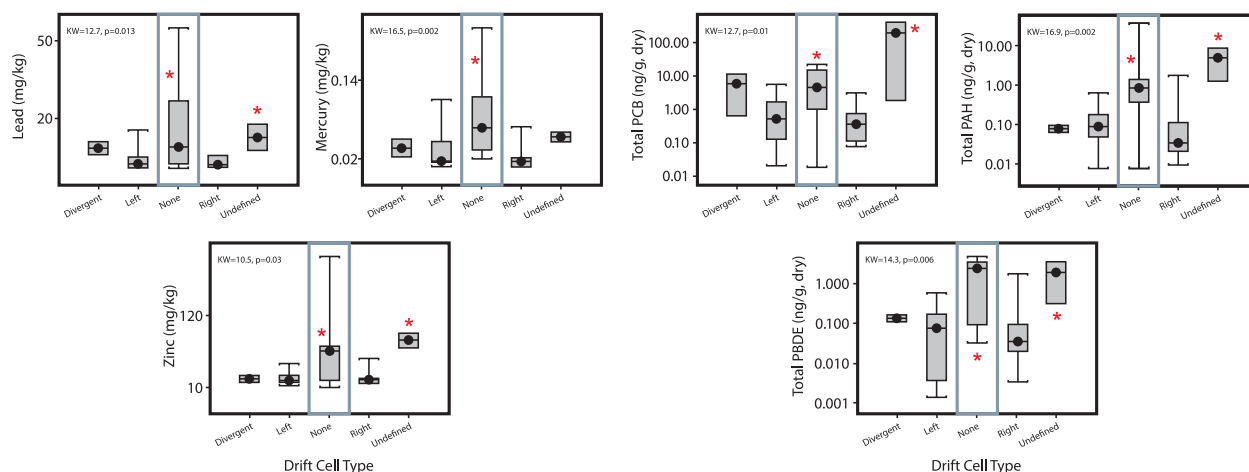 KW=12.7, p=0.013
Lead (mg/kg)
50
20
Divergent
Left
None
Right
Undefined
*
*
KW=16.5, p=0.002
Mercury (mg/kg)
0.14
0.02
Divergent
Left
None
Right
Undefined
*
KW=12.7, p=0.01
Total PCB (ng/g, dry)
100.00
10.00
1.00
0.10
0.01
Divergent
Left
None
Right
Undefined
*
*
KW=16.9, p=0.002
Total PAH (ng/g, dry)
10.00
1.00
0.10
0.01
Divergent
Left
None
Right
Undefined
*
*
KW=10.5, p=0.03
Zinc (mg/kg)
120
10
Divergent
Left
None
Right
Undefined
*
*
Drift Cell Type
KW=14.3, p=0.006
Total PBDE (ng/g, dry)
1.000
0.100
0.010
0.001
Divergent
Left
None
Right
Undefined
*
*
Drift Cell Type